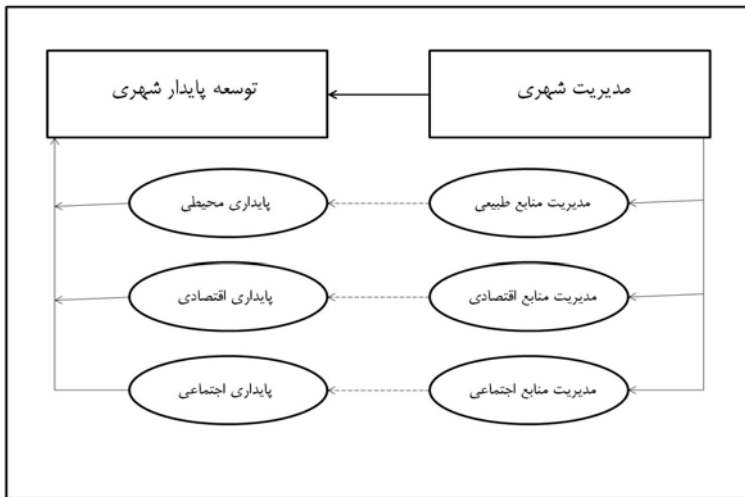 مدیریت شهری
توسعه پایدار شهری
مدیریت منابع طبیعی
پایداری محیطی
مدیریت منابع اقتصادی
پایداری اقتصادی
مدیریت منابع اجتماعی
پایداری اجتماعی